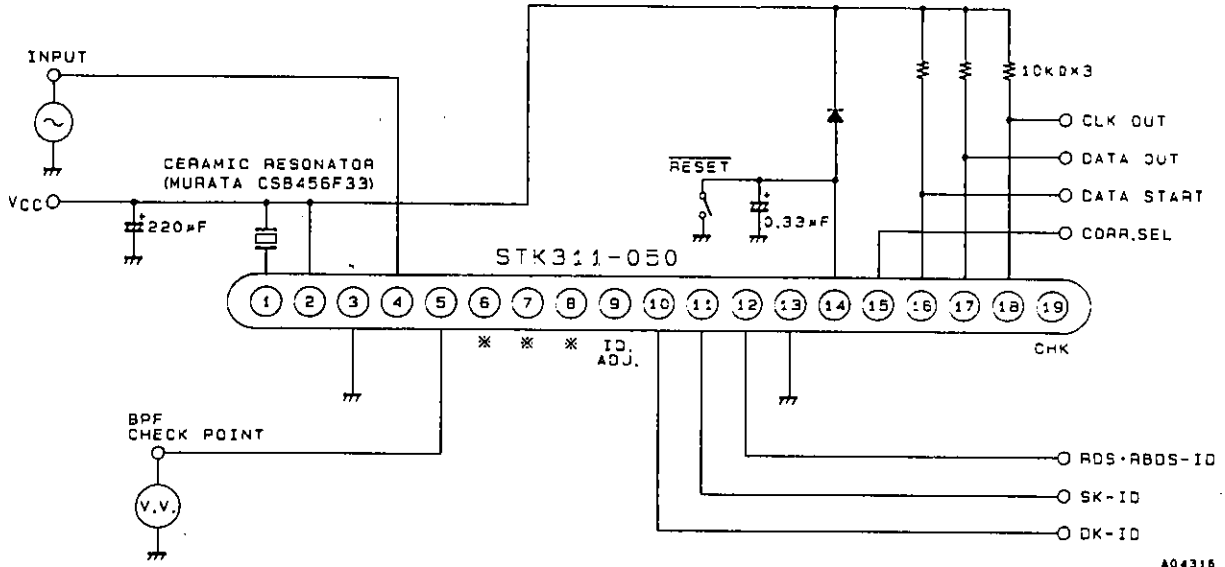 INPUT
10KΩ×3
CLK OUT
DATA OUT
DATA START
CORR.SEL
CERAMIC RESONATOR
(MURATA CSB456F33)
RESET
VCC
+
220µF
+
0.33µF
STK311-050
1 2 3 4 5 6 7 8 9 10 11 12 13 14 15 16 17 18 19
※ ※ ※ ID.
ADJ.
CHK
BPF
CHECK POINT
V.V.
RDS·RBDS-ID
SK-ID
DK-ID
A04316